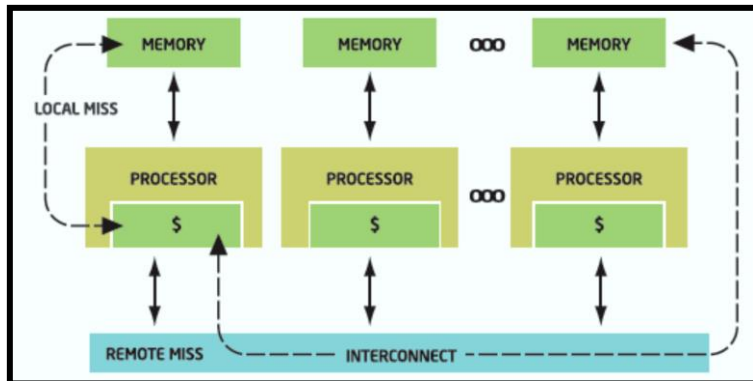 MEMORY MEMORY ooo MEMORY
LOCAL MISS
PROCESSOR PROCESSOR PROCESSOR
ooo
$ $ $
REMOTE MISS INTERCONNECT